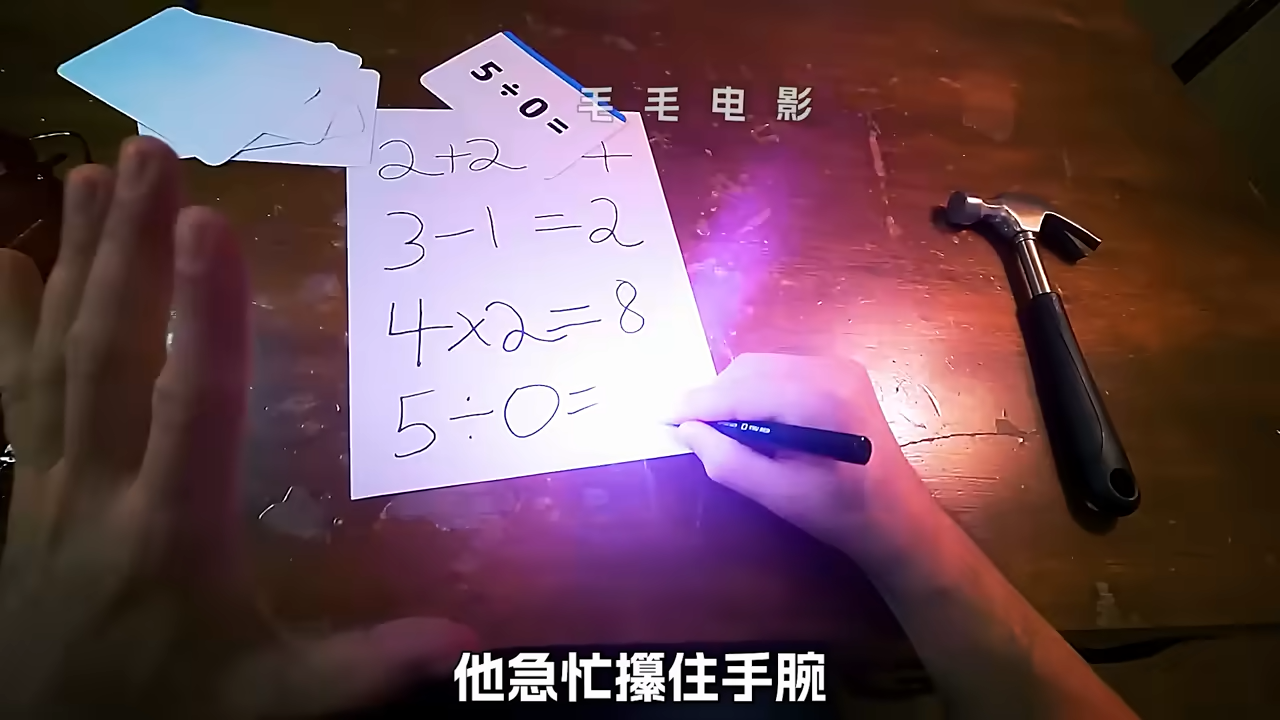 5÷0=
毛毛电影
2+2 +
3-1=2
4×2=8
5÷0=
他急忙攥住手腕